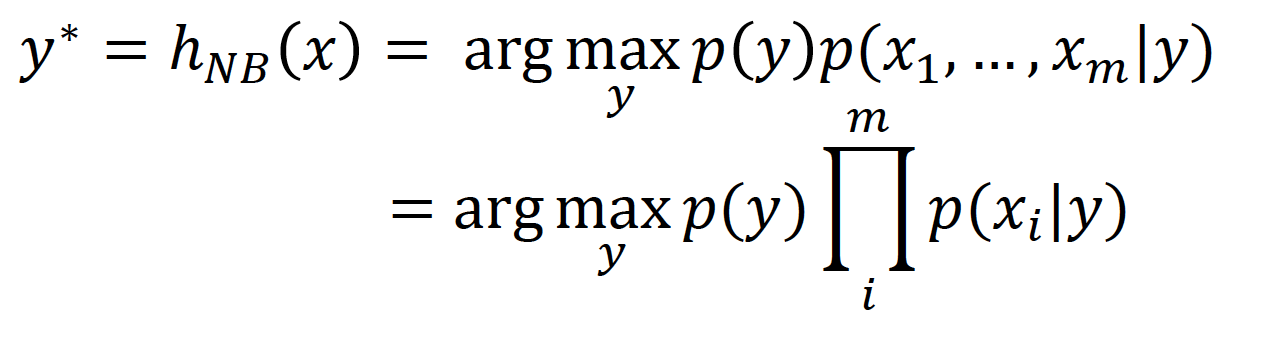 y* = h_NB(x) = arg max_y p(y)p(x_1, …, x_m|y)
= arg max_y p(y) ∏_i^m p(x_i|y)